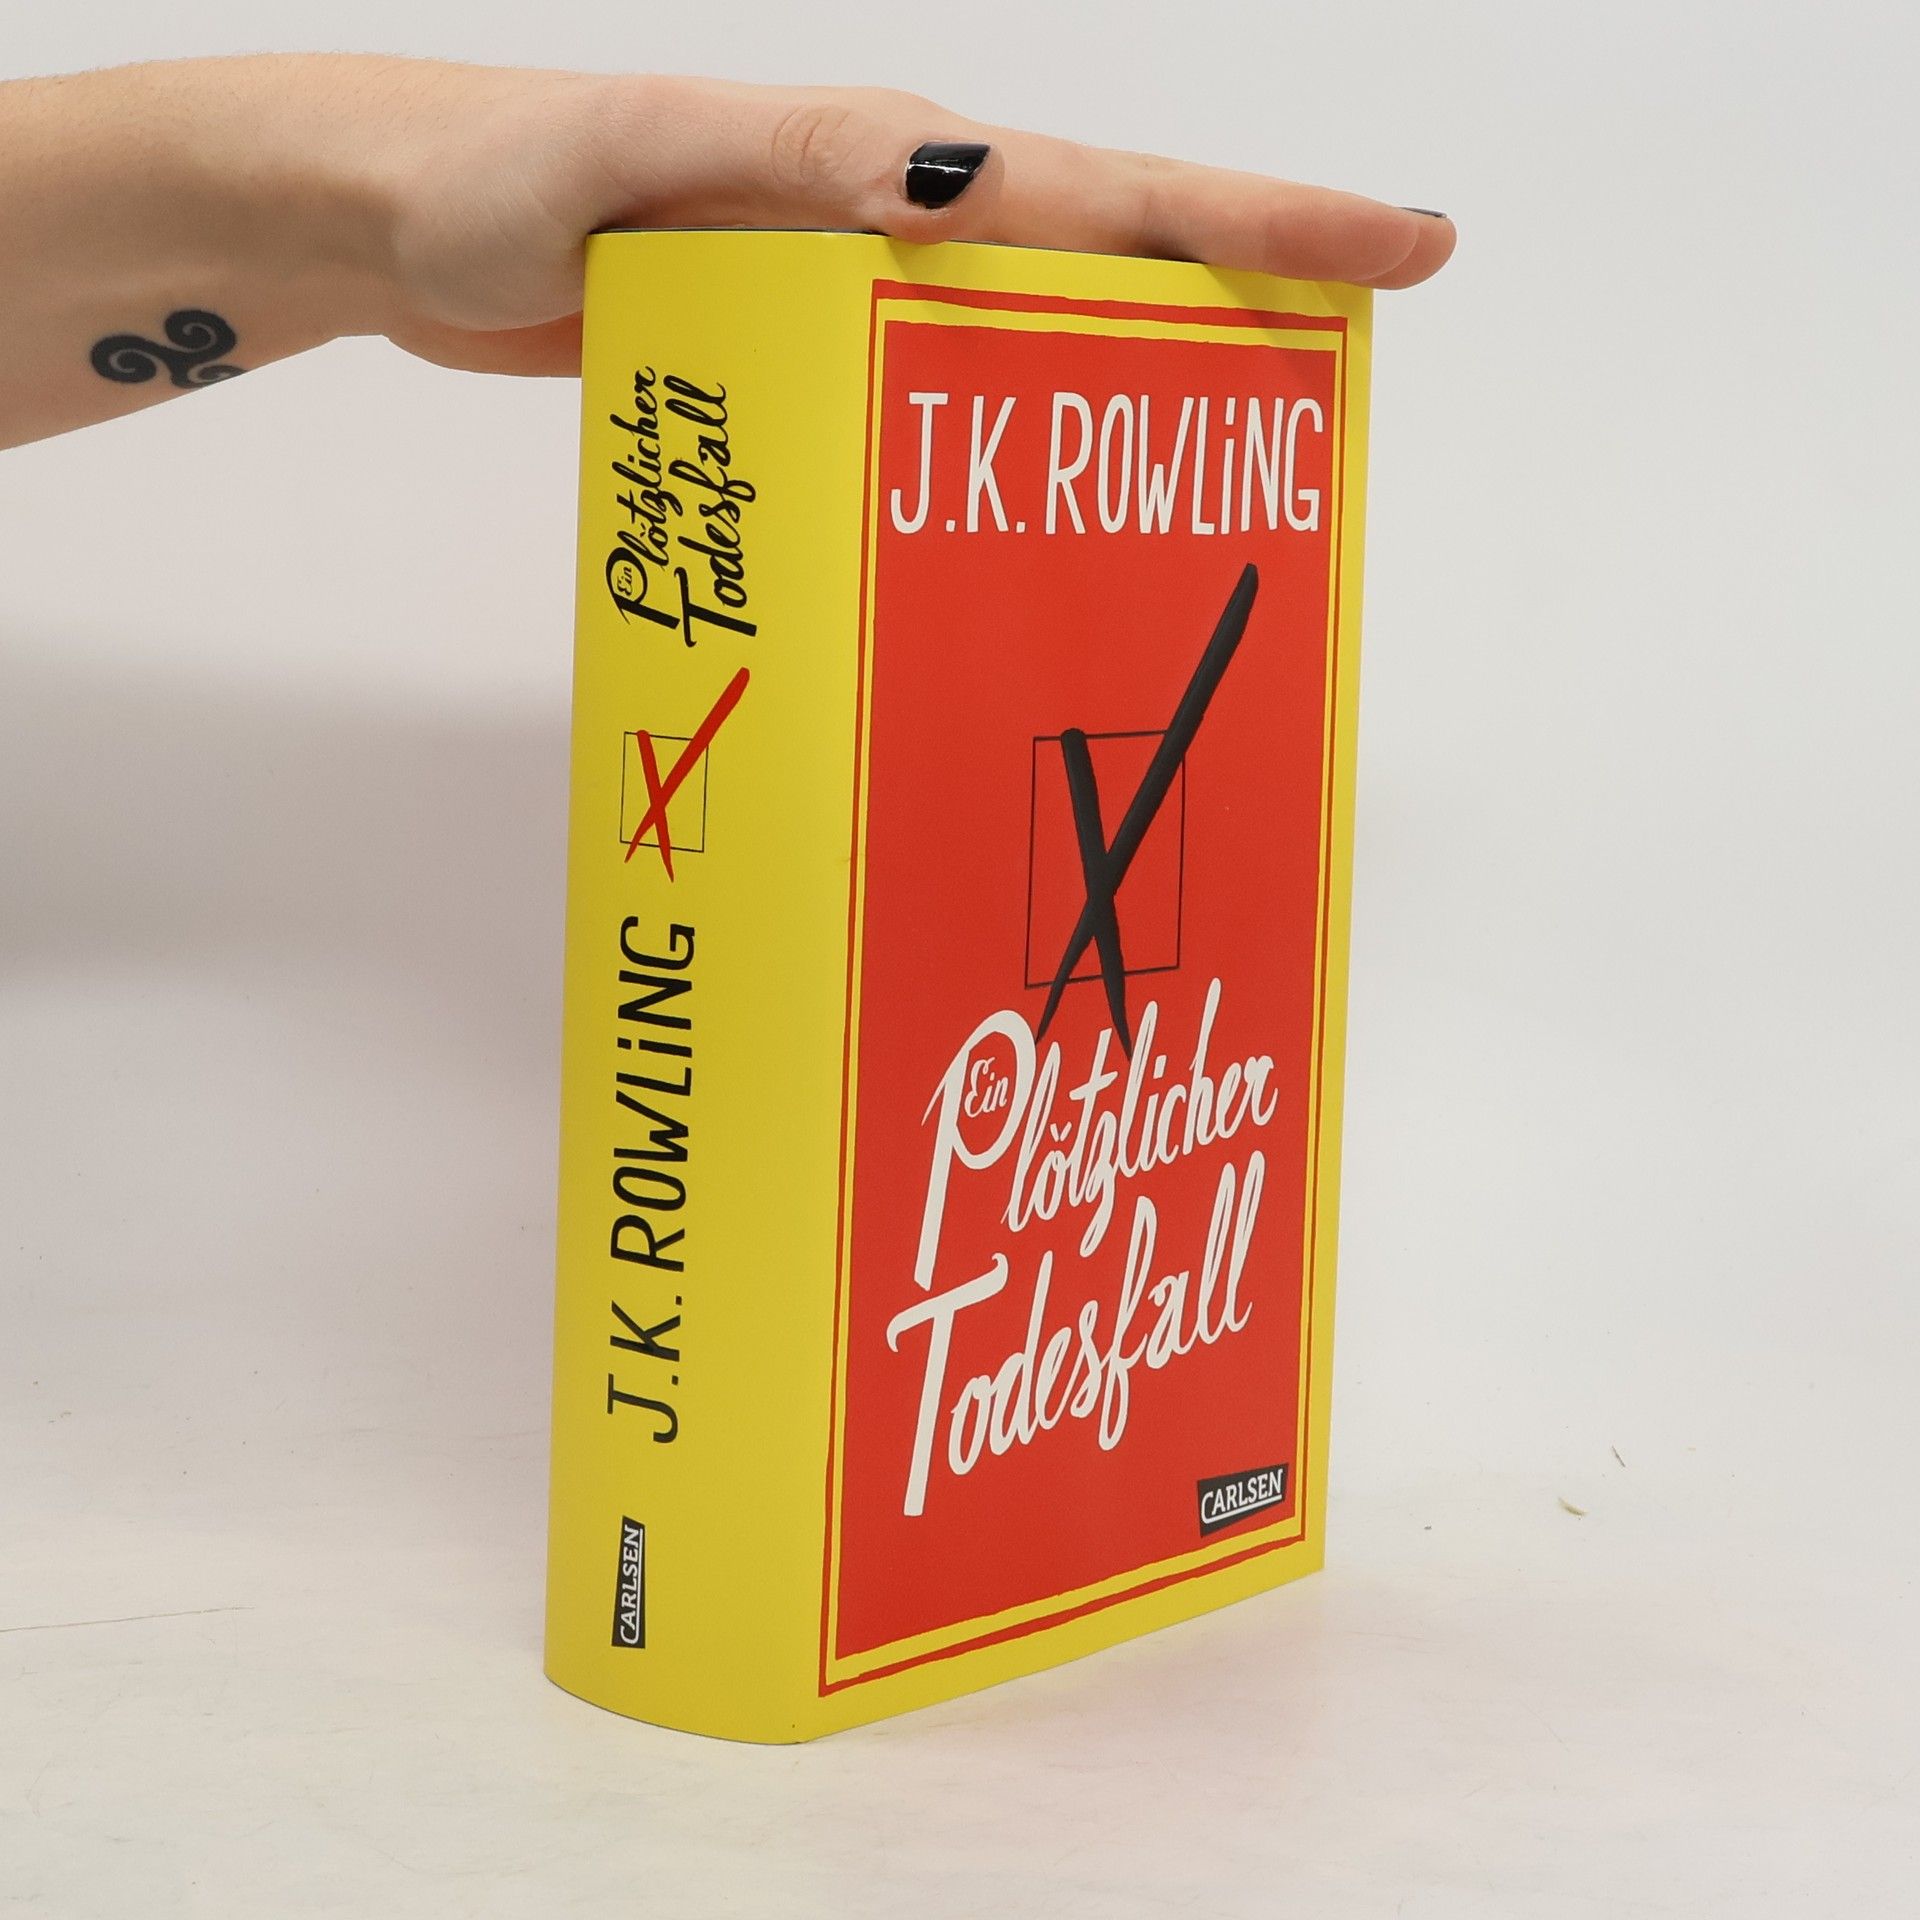 Ein
Plötzlicher
Todesfall
J.K. ROWLiNG
CARLSEN
J.K. ROWLiNG
Ein
Plötzlicher
Todesfall
CARLSEN